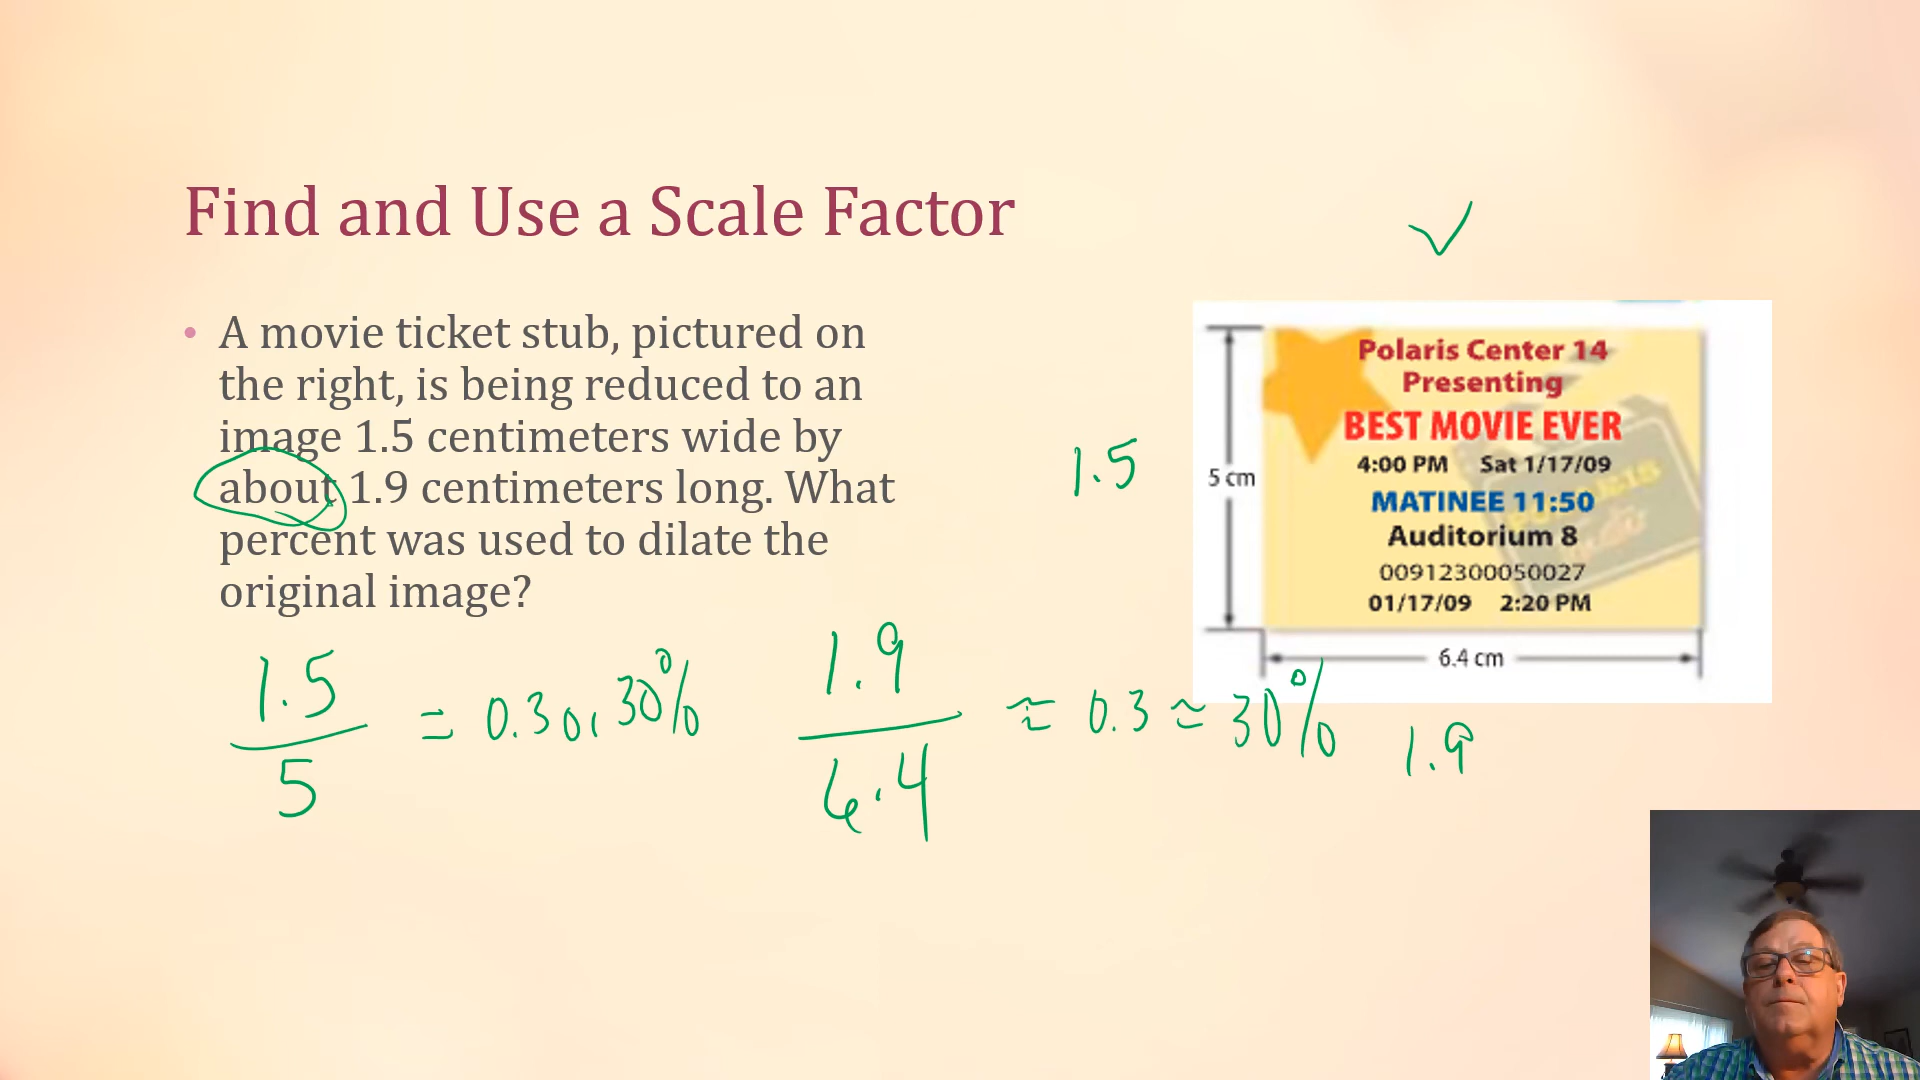 Find and Use a Scale Factor
• A movie ticket stub, pictured on
the right, is being reduced to an
image 1.5 centimeters wide by
about 1.9 centimeters long. What
percent was used to dilate the
original image?
1.5
5 cm
Polaris Center 14
Presenting
BEST MOVIE EVER
4:00 PM Sat 1/17/09
MATINEE 11:50
Auditorium 8
00912300050027
01/17/09 2:20 PM
6.4 cm
1.9
1.5
5
= 0.3 or 30%
1.9
6.4
≈ 0.3 ≈ 30%